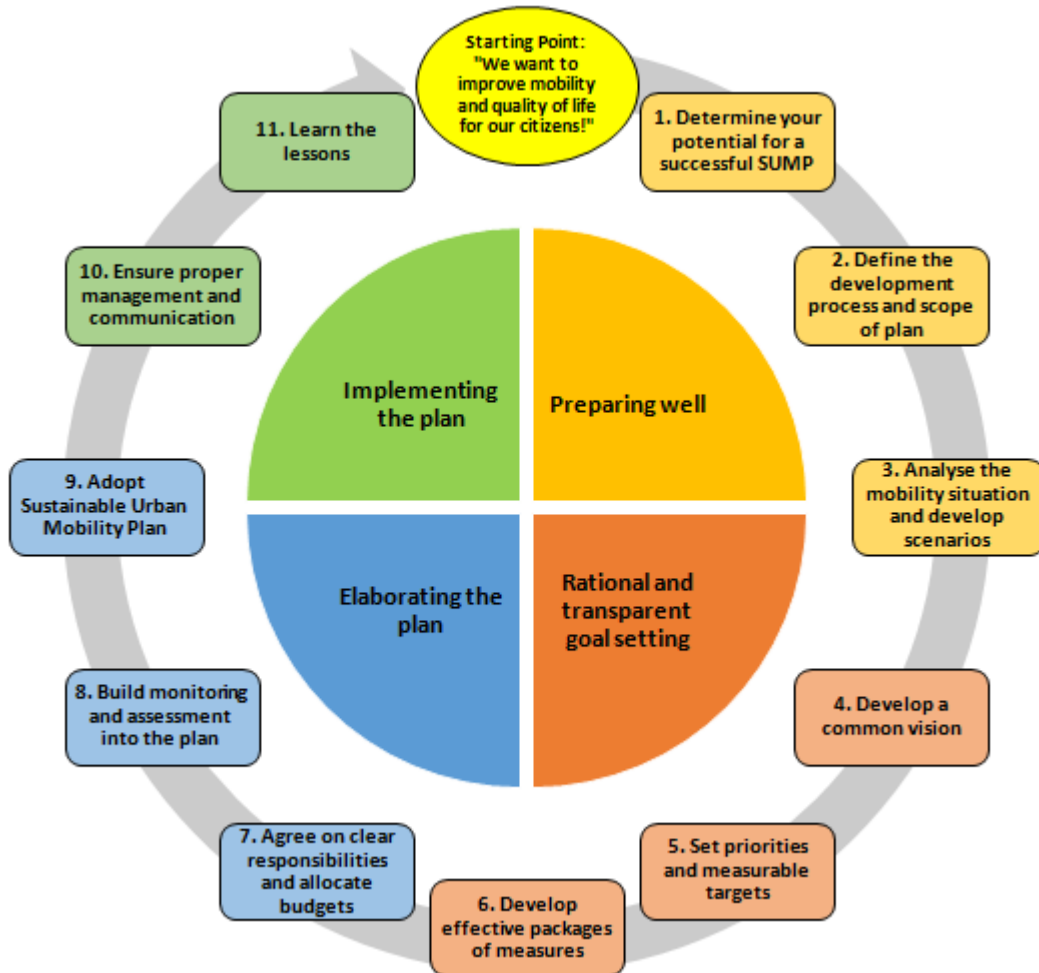 Starting Point:
"We want to
improve mobility
and quality of life
for our citizens!"
1. Determine your
potential for a
successful SUMP
2. Define the
development
process and scope
of plan
3. Analyse the
mobility situation
and develop
scenarios
4. Develop a
common vision
5. Set priorities
and measurable
targets
6. Develop
effective packages
of measures
7. Agree on clear
responsibilities
and allocate
budgets
8. Build monitoring
and assessment
into the plan
9. Adopt
Sustainable Urban
Mobility Plan
10. Ensure proper
management and
communication
11. Learn the
lessons
Implementing
the plan
Preparing well
Elaborating the
plan
Rational and
transparent
goal setting